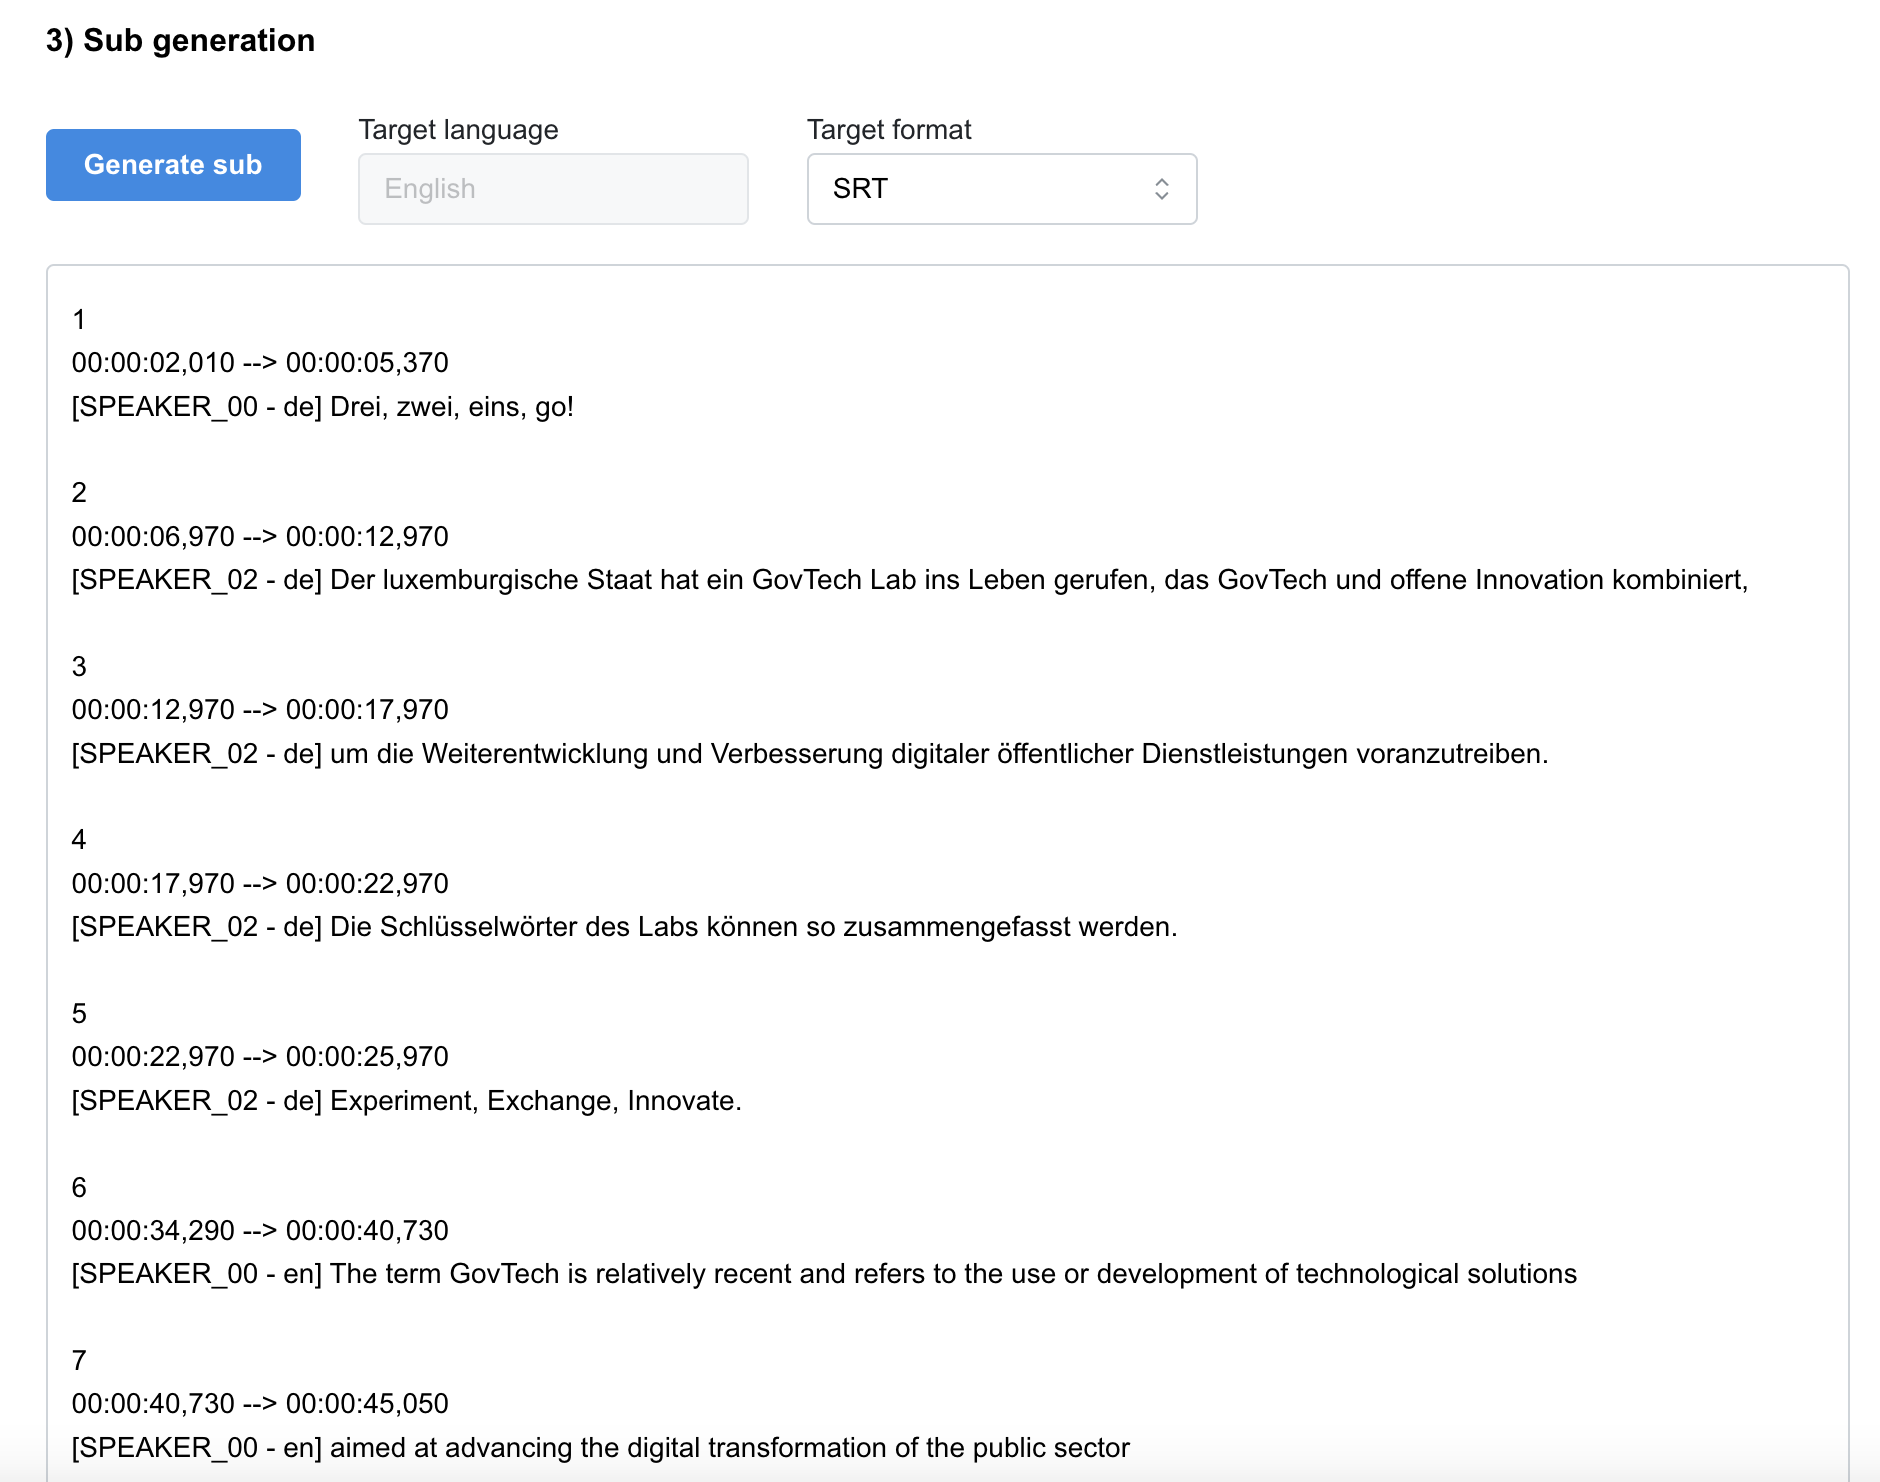 3) Sub generation
Generate sub
Target language
English
Target format
SRT
1
00:00:02,010 --> 00:00:05,370
[SPEAKER_00 - de] Drei, zwei, eins, go!
2
00:00:06,970 --> 00:00:12,970
[SPEAKER_02 - de] Der luxemburgische Staat hat ein GovTech Lab ins Leben gerufen, das GovTech und offene Innovation kombiniert,
3
00:00:12,970 --> 00:00:17,970
[SPEAKER_02 - de] um die Weiterentwicklung und Verbesserung digitaler öffentlicher Dienstleistungen voranzutreiben.
4
00:00:17,970 --> 00:00:22,970
[SPEAKER_02 - de] Die Schlüsselwörter des Labs können so zusammengefasst werden.
5
00:00:22,970 --> 00:00:25,970
[SPEAKER_02 - de] Experiment, Exchange, Innovate.
6
00:00:34,290 --> 00:00:40,730
[SPEAKER_00 - en] The term GovTech is relatively recent and refers to the use or development of technological solutions
7
00:00:40,730 --> 00:00:45,050
[SPEAKER_00 - en] aimed at advancing the digital transformation of the public sector